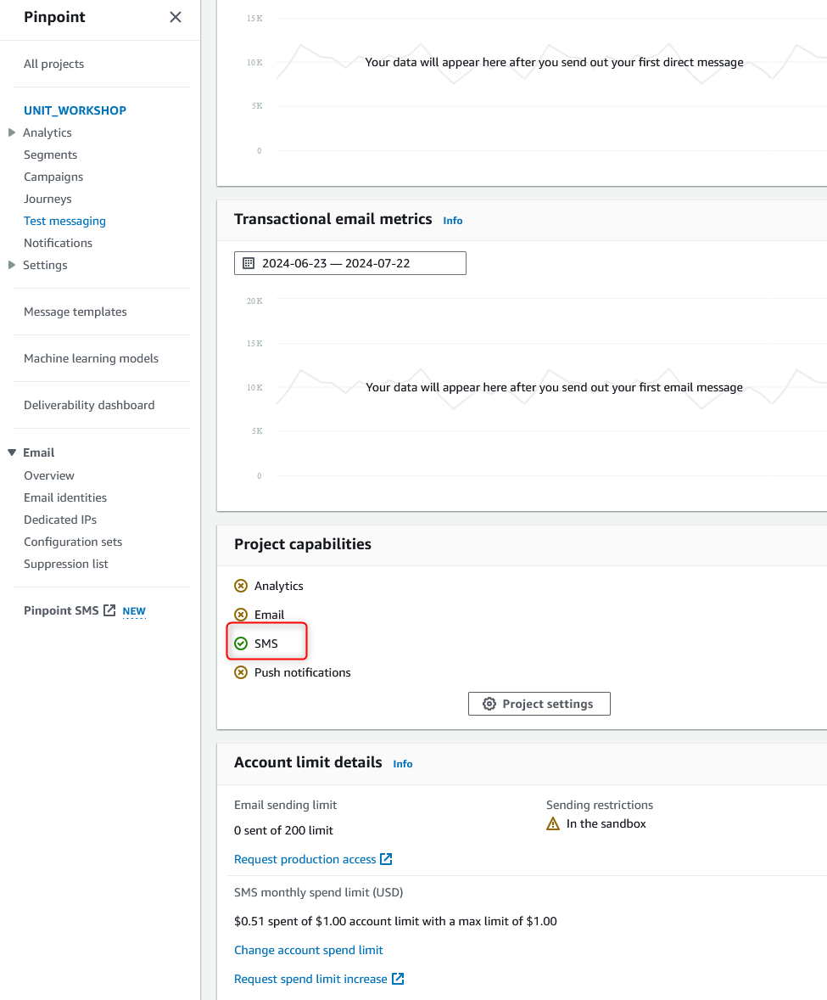 Pinpoint
All projects
UNIT_WORKSHOP
Analytics
Segments
Campaigns
Journeys
Test messaging
Notifications
Settings
Message templates
Machine learning models
Deliverability dashboard
Email
Overview
Email identities
Dedicated IPs
Configuration sets
Suppression list
Pinpoint SMS NEW
15K
10K
Your data will appear here after you send out your first direct message
5K
0
Transactional email metrics Info
2024-06-23 — 2024-07-22
20K
15K
10K
Your data will appear here after you send out your first email message
5K
0
Project capabilities
Analytics
Email
SMS
Push notifications
Project settings
Account limit details Info
Email sending limit
0 sent of 200 limit
Request production access
Sending restrictions
In the sandbox
SMS monthly spend limit (USD)
$0.51 spent of $1.00 account limit with a max limit of $1.00
Change account spend limit
Request spend limit increase